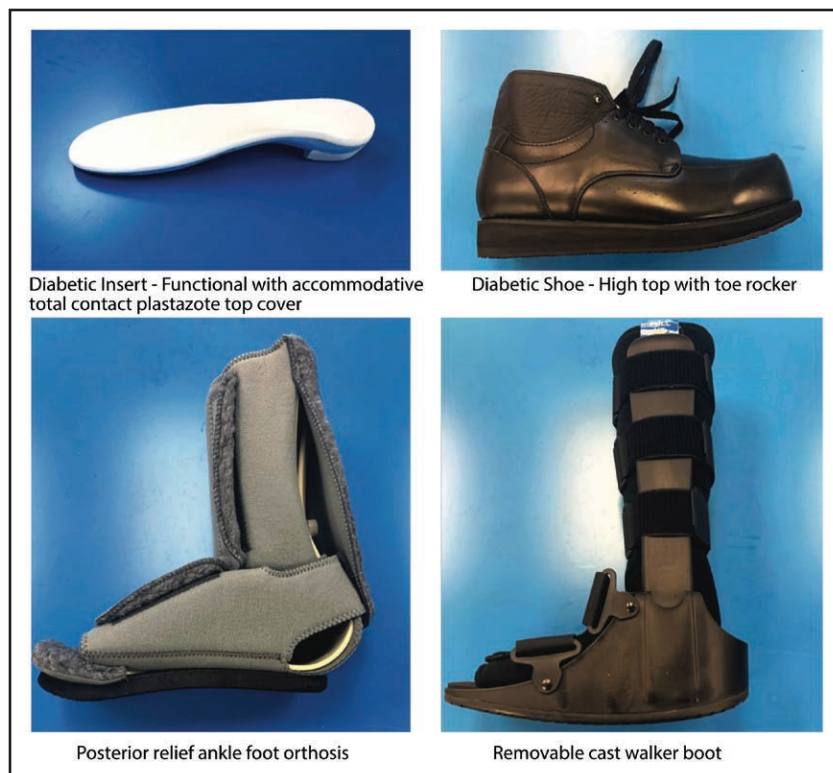 Diabetic Insert - Functional with accommodative
total contact plastazote top cover
Diabetic Shoe - High top with toe rocker
Posterior relief ankle foot orthosis
Removable cast walker boot